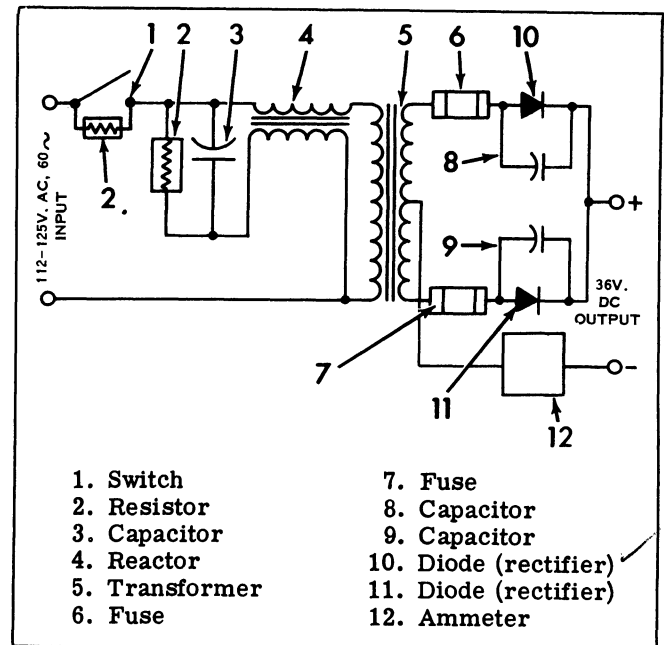 1 2 3 4 5 6 10
2.
112-125V. AC, 60~
INPUT
8
+
9
36V.
DC
OUTPUT
-
7
11
12
1. Switch
2. Resistor
3. Capacitor
4. Reactor
5. Transformer
6. Fuse
7. Fuse
8. Capacitor
9. Capacitor
10. Diode (rectifier)
11. Diode (rectifier)
12. Ammeter